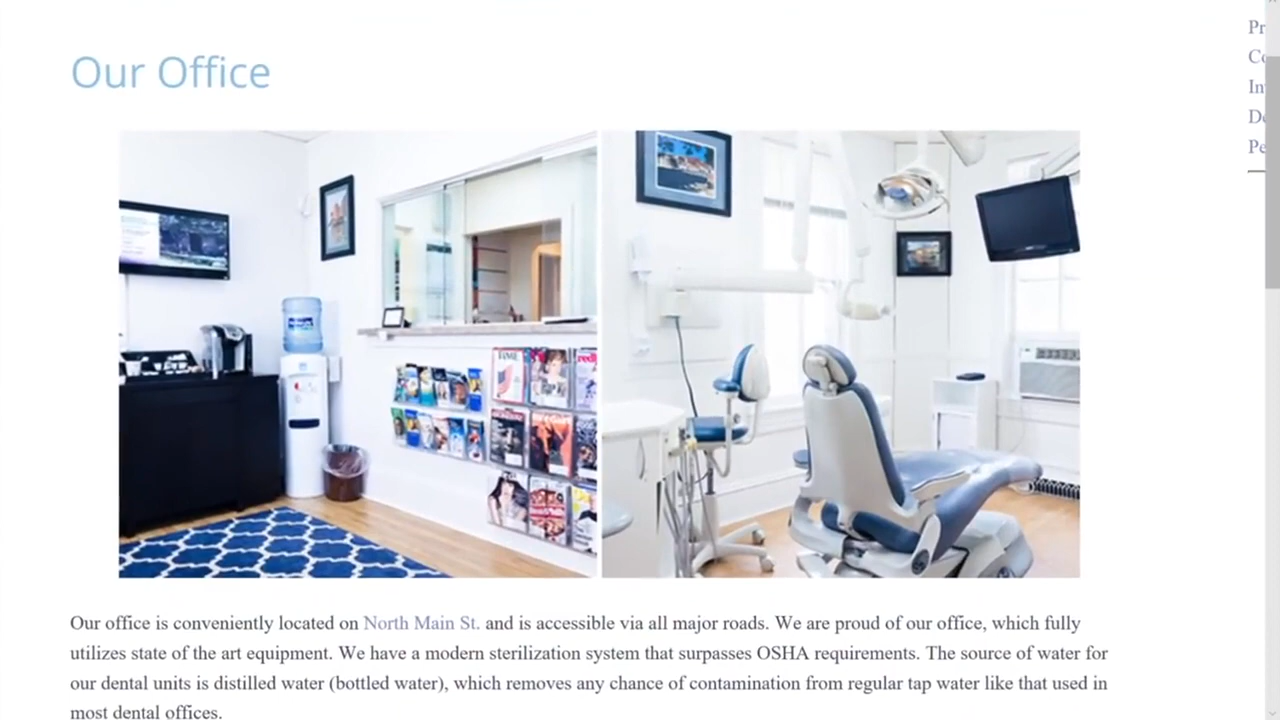 Our Office
TIME
Our office is conveniently located on North Main St. and is accessible via all major roads. We are proud of our office, which fully
utilizes state of the art equipment. We have a modern sterilization system that surpasses OSHA requirements. The source of water for
our dental units is distilled water (bottled water), which removes any chance of contamination from regular tap water like that used in
most dental offices.